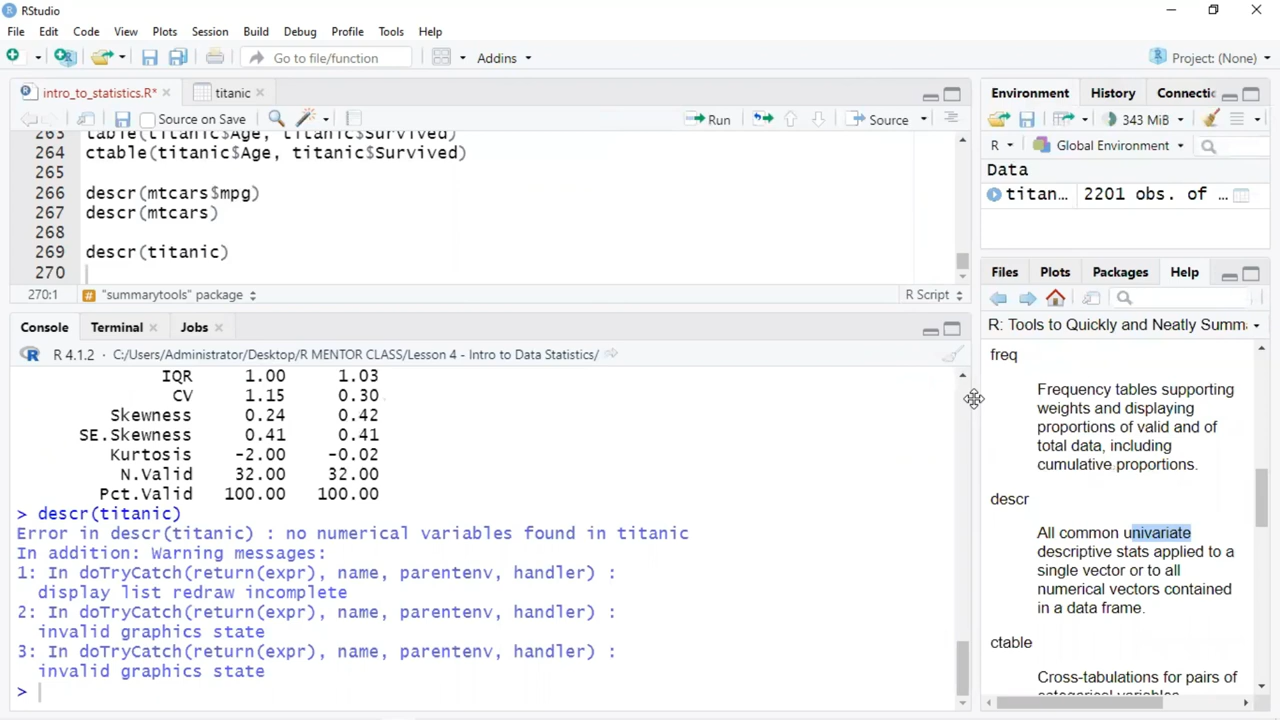 RStudio
File Edit Code View Plots Session Build Debug Profile Tools Help
Go to file/function Addins Project: (None)
intro_to_statistics.R* titanic Environment History Connectic
Source on Save Run Source 343 MiB
R Global Environment
263 table(titanic$Age, titanic$Survived)
264 ctable(titanic$Age, titanic$Survived)
265
266 descr(mtcars$mpg)
267 descr(mtcars)
268
269 descr(titanic)
270
270:1 "summarytools" package R Script
Data
titan... 2201 obs. of ...
Files Plots Packages Help
R: Tools to Quickly and Neatly Summ
Console Terminal Jobs
R 4.1.2 · C:/Users/Administrator/Desktop/R MENTOR CLASS/Lesson 4 - Intro to Data Statistics/
IQR 1.00 1.03
CV 1.15 0.30
Skewness 0.24 0.42
SE.Skewness 0.41 0.41
Kurtosis -2.00 -0.02
N.Valid 32.00 32.00
Pct.Valid 100.00 100.00
> descr(titanic)
Error in descr(titanic) : no numerical variables found in titanic
In addition: Warning messages:
1: In doTryCatch(return(expr), name, parentenv, handler) :
display list redraw incomplete
2: In doTryCatch(return(expr), name, parentenv, handler) :
invalid graphics state
3: In doTryCatch(return(expr), name, parentenv, handler) :
invalid graphics state
>
freq
Frequency tables supporting
weights and displaying
proportions of valid and of
total data, including
cumulative proportions.
descr
All common univariate
descriptive stats applied to a
single vector or to all
numerical vectors contained
in a data frame.
ctable
Cross-tabulations for pairs of
categorical variables